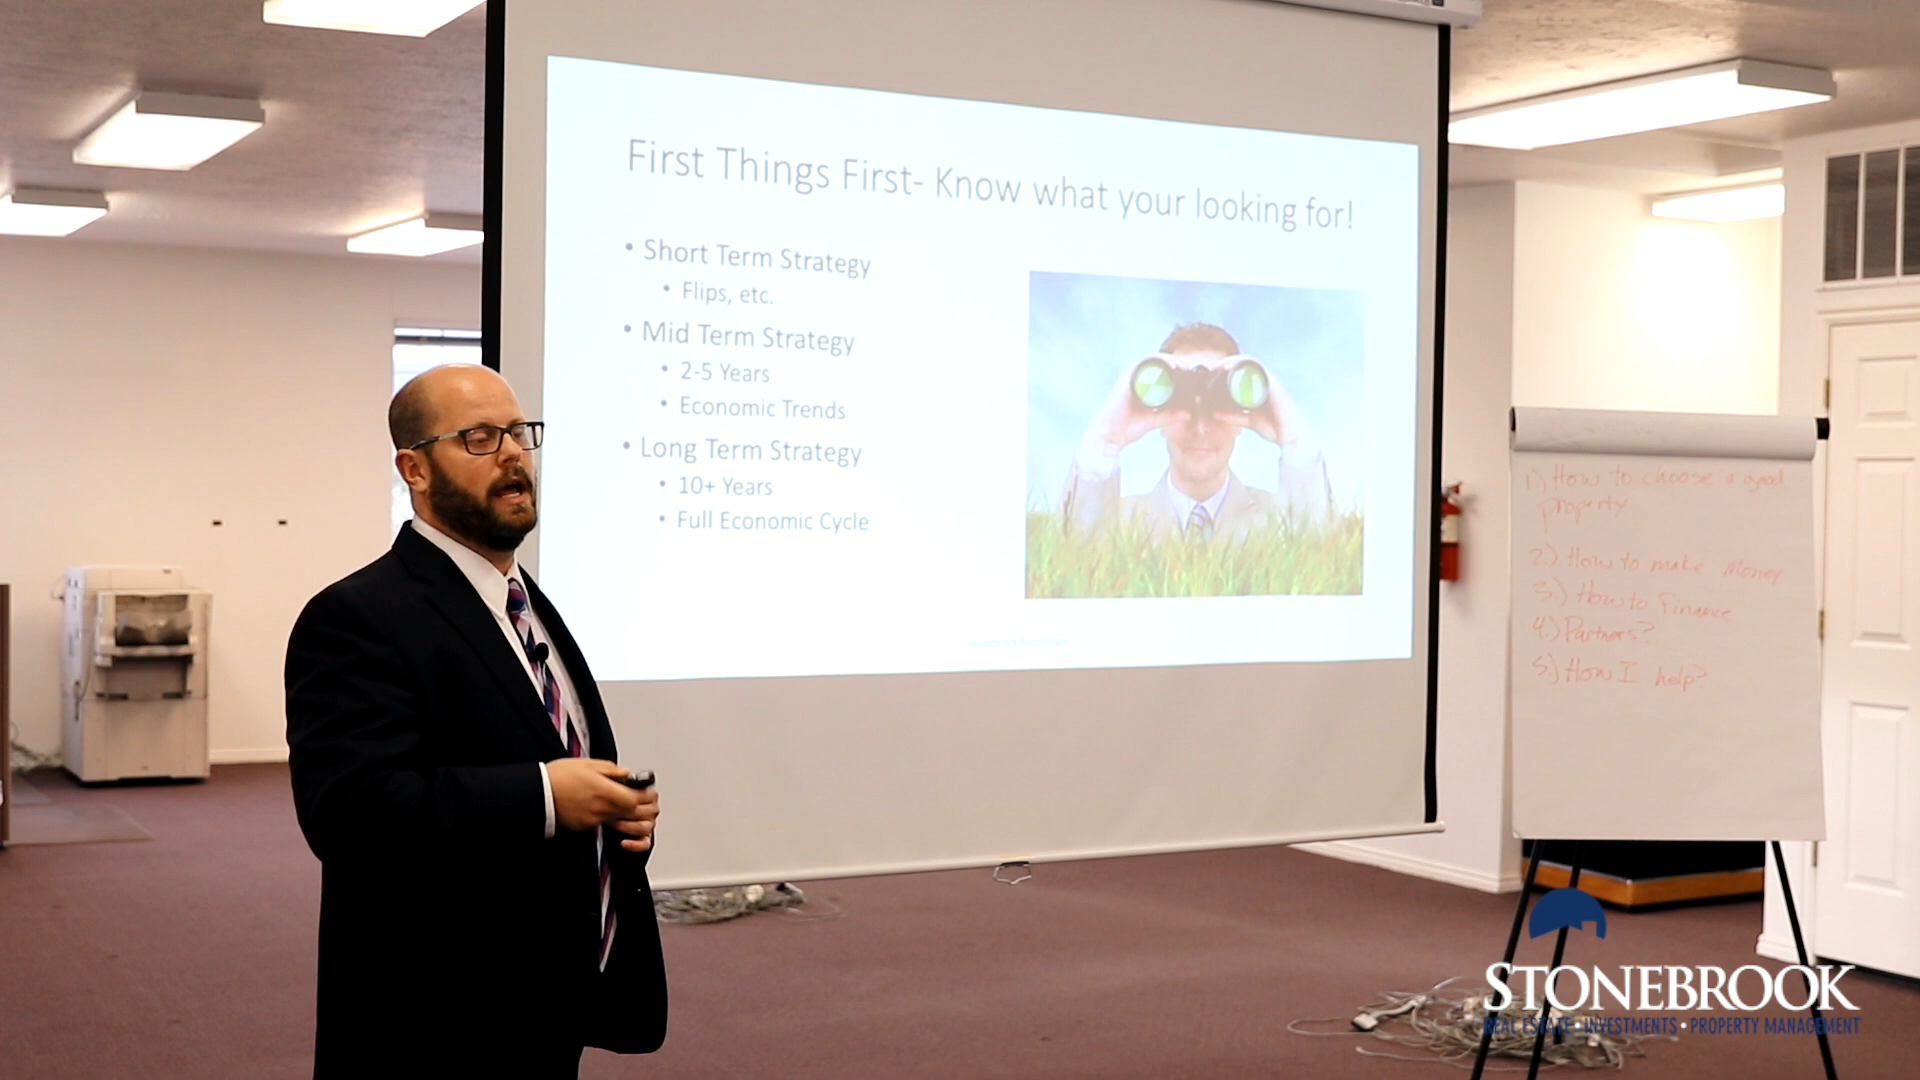 First Things First- Know what your looking for!
• Short Term Strategy
• Flips, etc.
• Mid Term Strategy
• 2-5 Years
• Economic Trends
• Long Term Strategy
• 10+ Years
• Full Economic Cycle
1) How to choose a good
property
2.) How to make Money
3.) How to Finance
4.) Partners?
5.) How I help?
STONEBROOK
REAL ESTATE • INVESTMENTS • PROPERTY MANAGEMENT